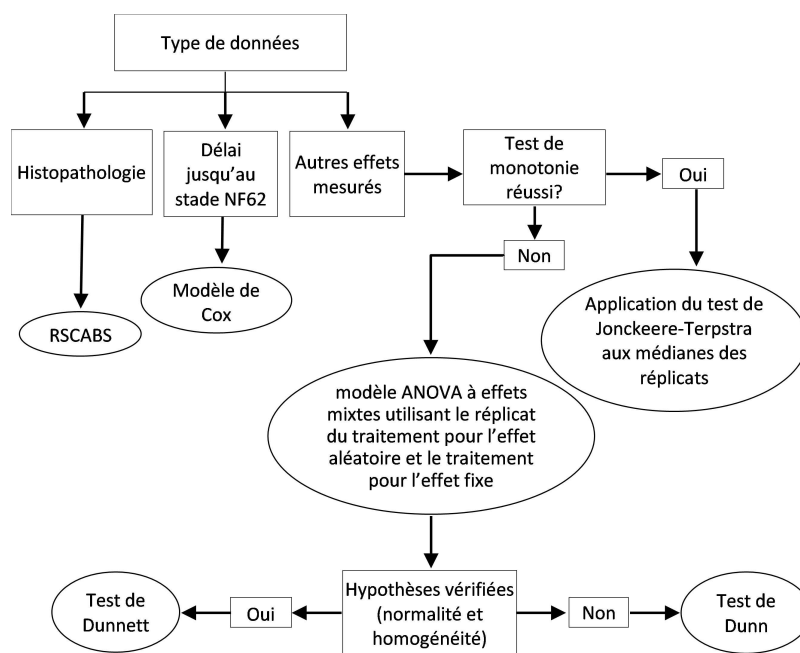 Type de données
Histopathologie
Délai
jusqu'au
stade NF62
Autres effets
mesurés
Test de
monotonie
réussi?
Oui
Non
RSCABS
Modèle de
Cox
Application du test de
Jonckeere-Terpstra
aux médianes des
réplicats
modèle ANOVA à effets
mixtes utilisant le réplicat
du traitement pour l'effet
aléatoire et le traitement
pour l'effet fixe
Test de
Dunnett
Oui
Hypothèses vérifiées
(normalité et
homogénéité)
Non
Test de
Dunn